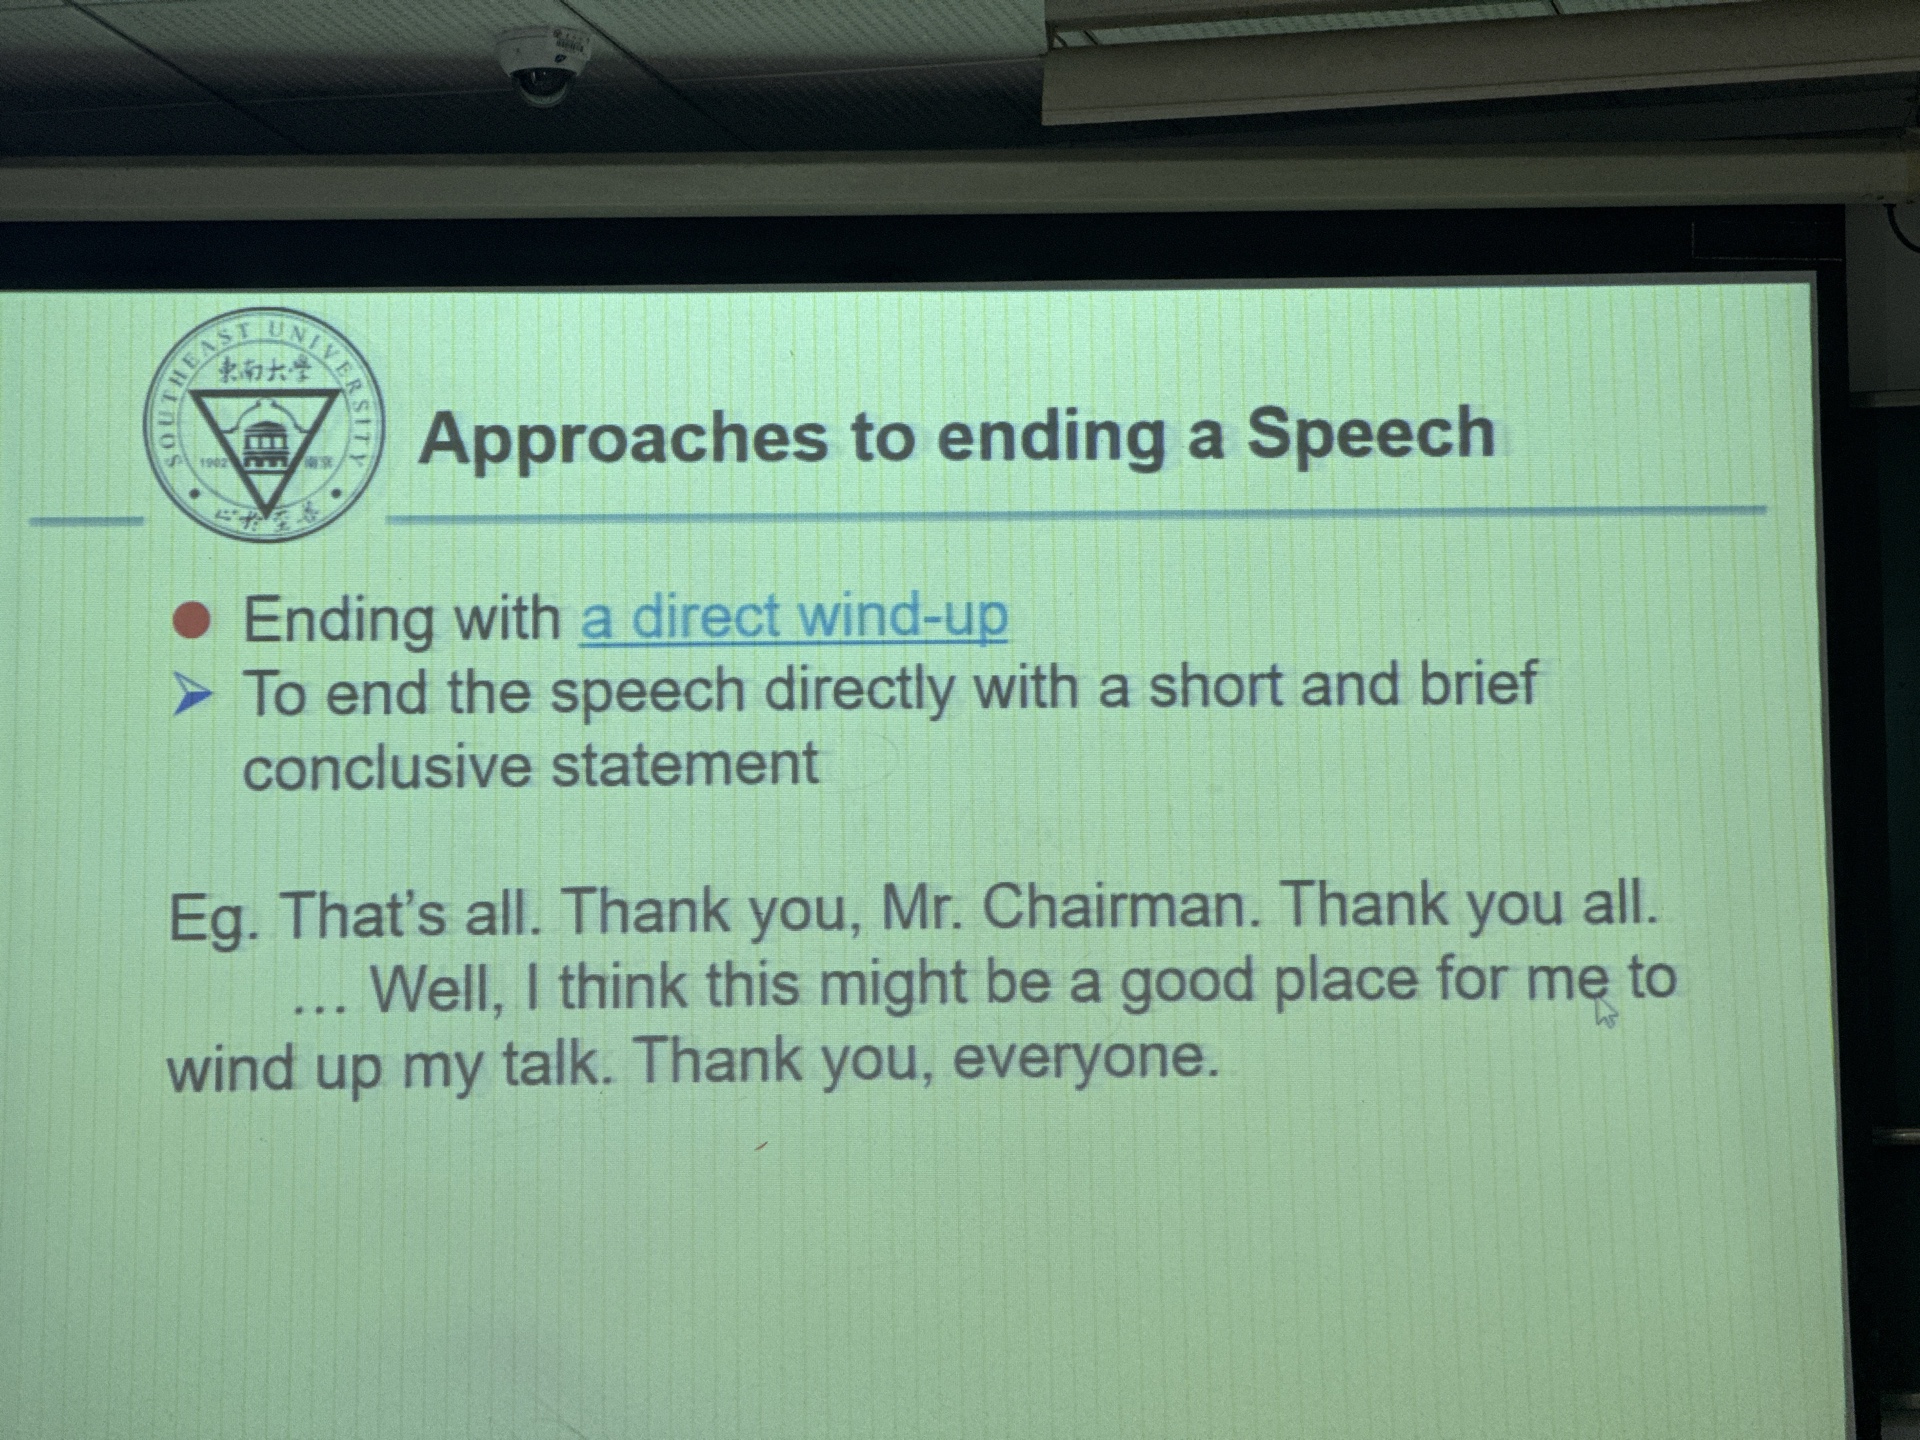 SOUTHEAST UNIVERSITY
東南大學
1902 南京
止於至善
Approaches to ending a Speech
Ending with a direct wind-up
To end the speech directly with a short and brief
conclusive statement
Eg. That's all. Thank you, Mr. Chairman. Thank you all.
… Well, I think this might be a good place for me to
wind up my talk. Thank you, everyone.